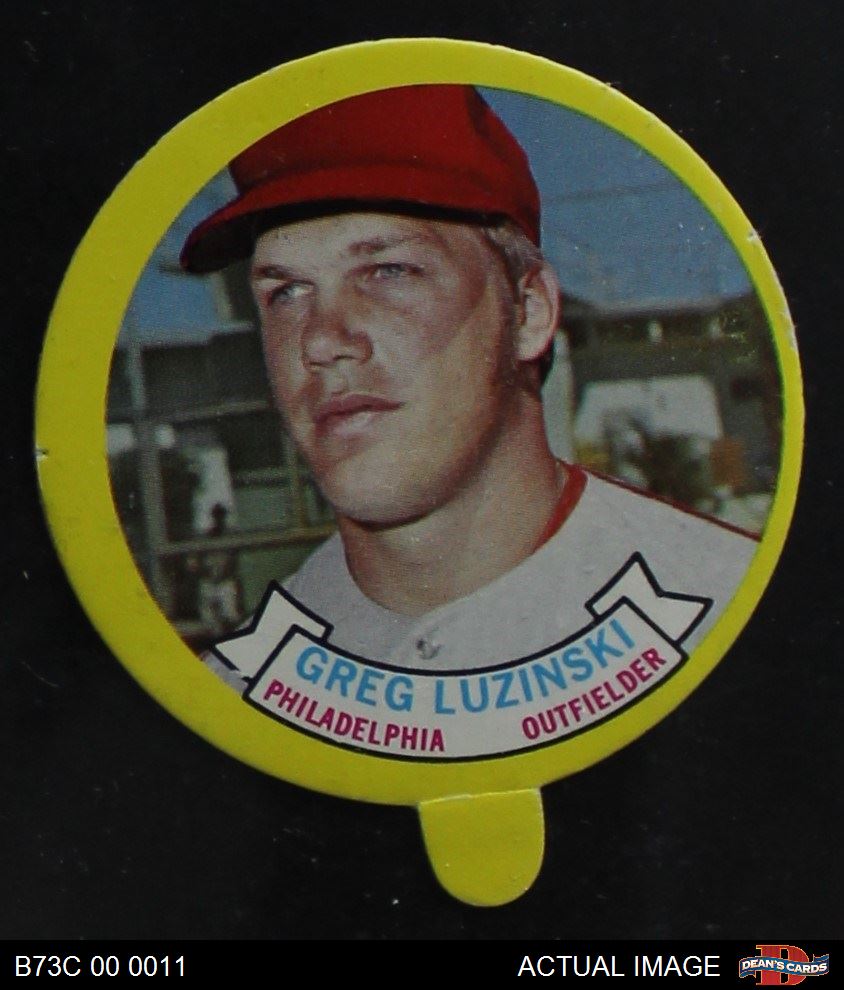 GREG LUZINSKI
PHILADELPHIA OUTFIELDER
B73C 00 0011 ACTUAL IMAGE DEAN'S CARDS